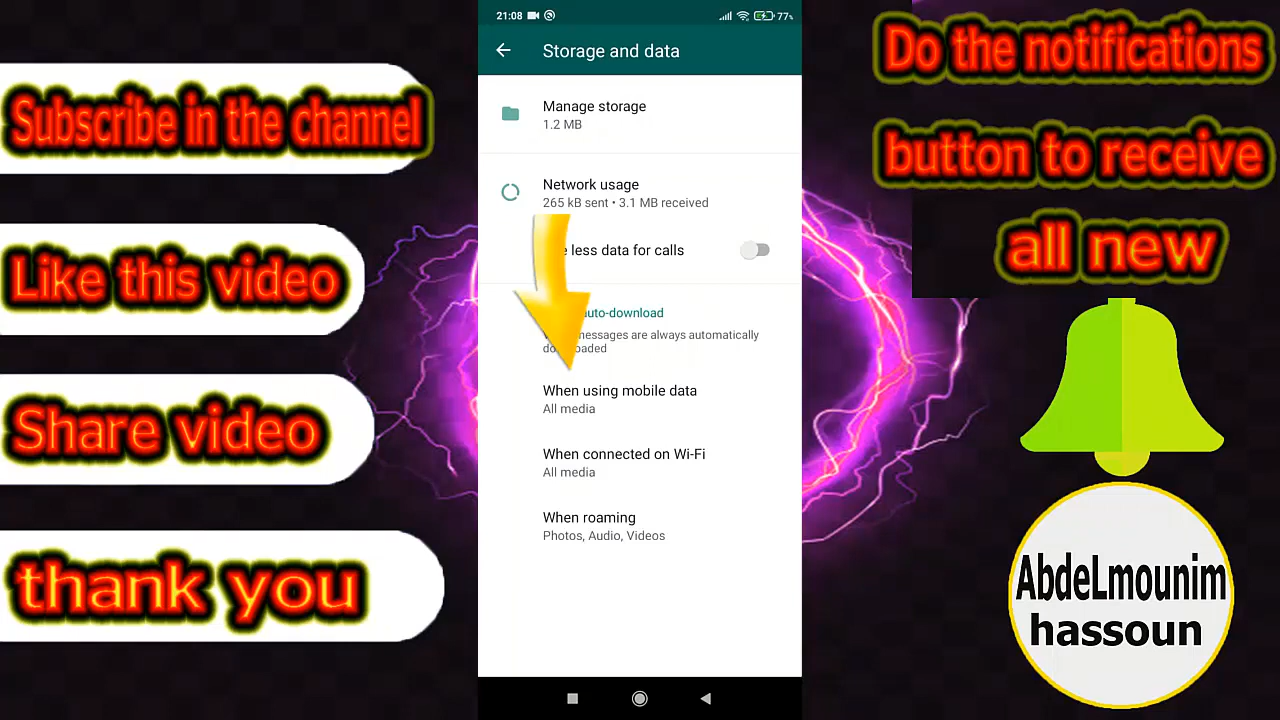 Subscribe in the channel
Like this video
Share video
thank you
21:08
77%
Storage and data
Manage storage
1.2 MB
Network usage
265 kB sent • 3.1 MB received
less data for calls
auto-download
messages are always automatically
When using mobile data
All media
When connected on Wi-Fi
All media
When roaming
Photos, Audio, Videos
Do the notifications
button to receive
all new
AbdeLmounim
hassoun